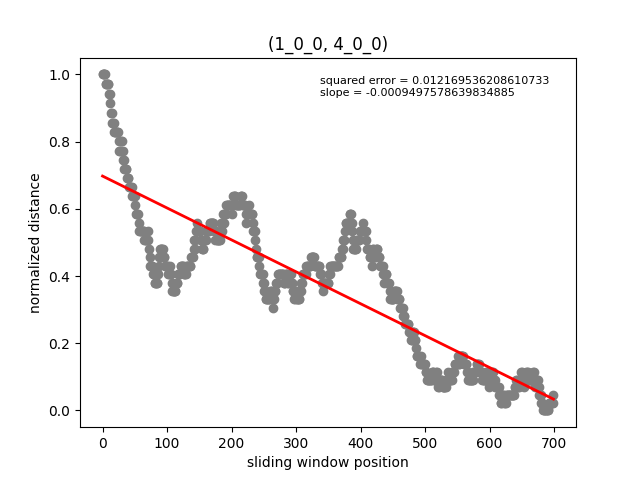 (1_0_0, 4_0_0)
squared error = 0.012169536208610733
slope = -0.0009497578639834885
1.0
0.8
0.6
0.4
0.2
0.0
normalized distance
0 100 200 300 400 500 600 700
sliding window position